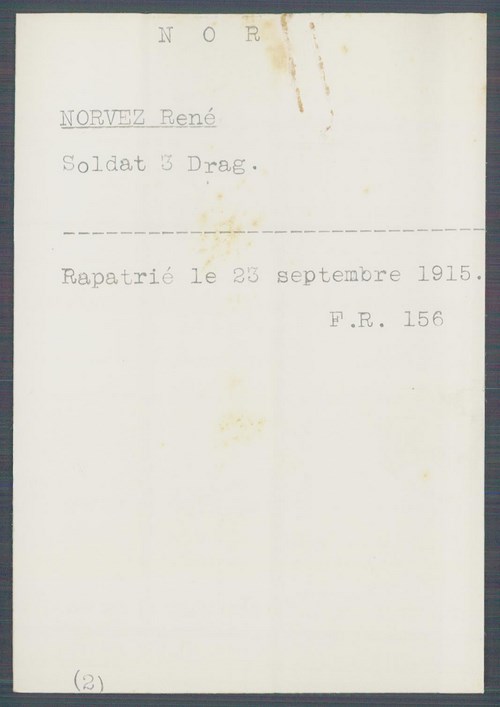 N O R
NORVEZ René
Soldat 3 Drag.
Rapatrié le 23 septembre 1915.
F.R. 156
(2)